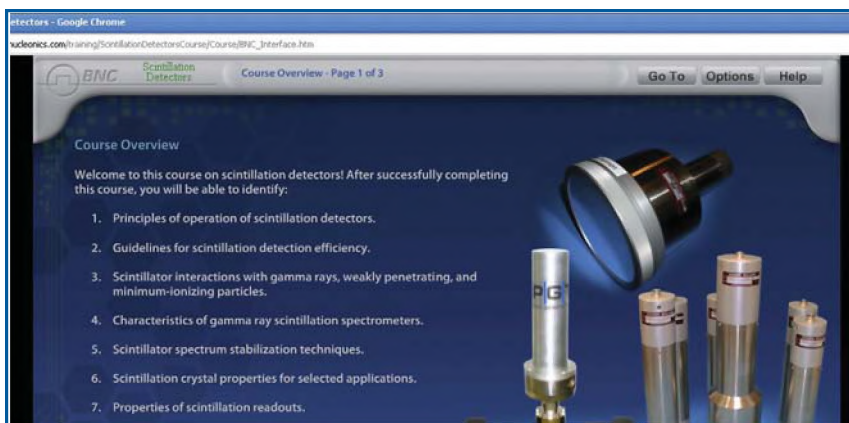 etectors - Google Chrome
nucleonics.com/training/ScintillationDetectorsCourse/Course/BNC_Interface.htm
BNC
Scintillation
Detectors
Course Overview - Page 1 of 3
Go To
Options
Help
Course Overview
Welcome to this course on scintillation detectors! After successfully completing
this course, you will be able to identify:
1. Principles of operation of scintillation detectors.
2. Guidelines for scintillation detection efficiency.
3. Scintillator interactions with gamma rays, weakly penetrating, and
minimum-ionizing particles.
4. Characteristics of gamma ray scintillation spectrometers.
5. Scintillator spectrum stabilization techniques.
6. Scintillation crystal properties for selected applications.
7. Properties of scintillation readouts.
PGT